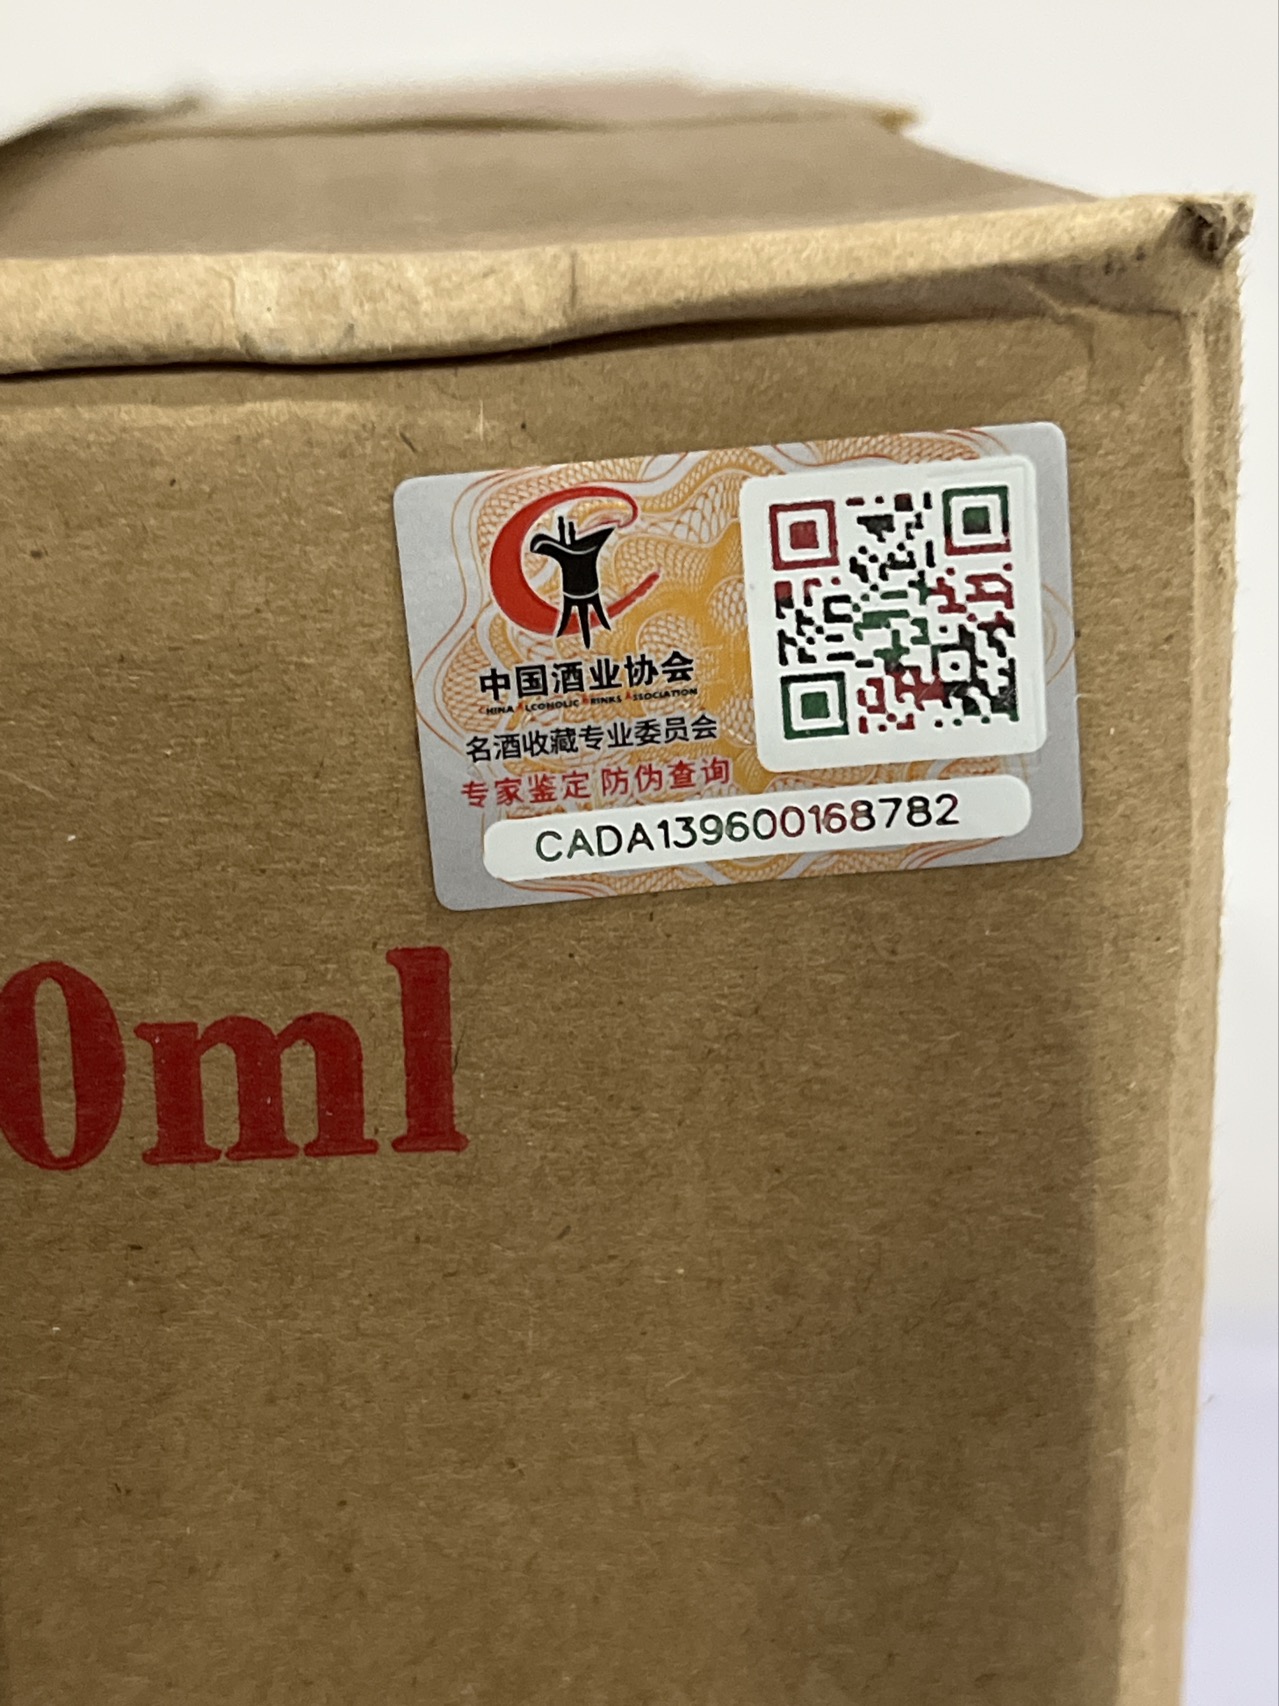 中国酒业协会
CHINA ALCOHOLIC DRINKS ASSOCIATION
名酒收藏专业委员会
专家鉴定 防伪查询
CADA139600168782
0ml